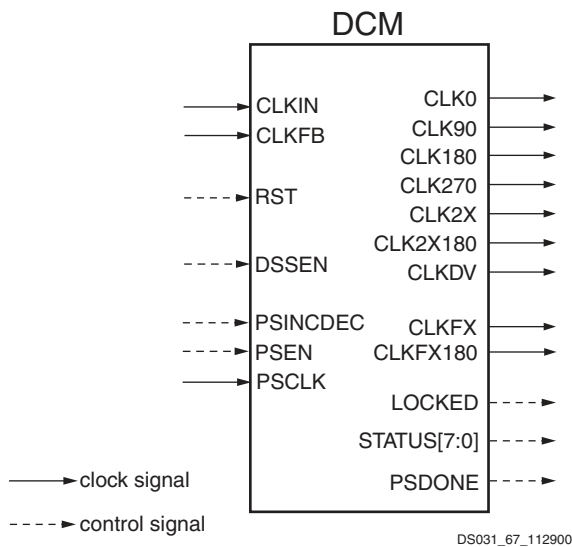 DCM
CLKIN
CLKFB
RST
DSSEN
PSINCDEC
PSEN
PSCLK
CLK0
CLK90
CLK180
CLK270
CLK2X
CLK2X180
CLKDV
CLKFX
CLKFX180
LOCKED
STATUS[7:0]
PSDONE
clock signal
control signal
DS031_67_112900